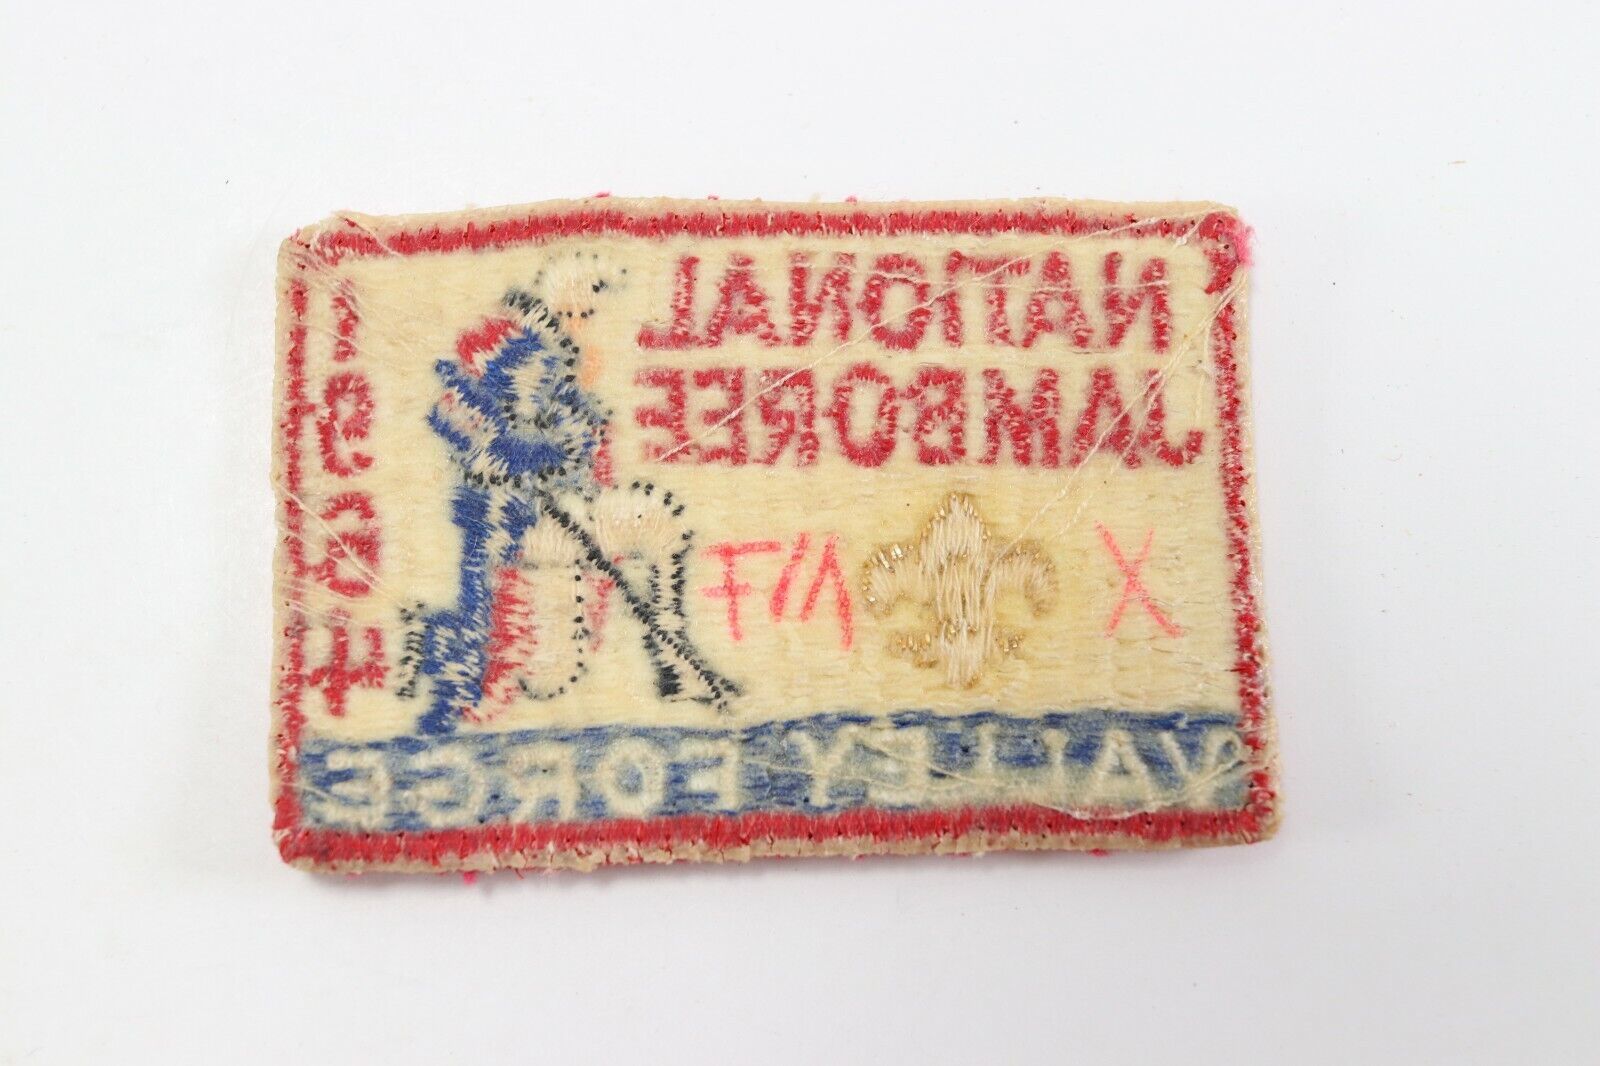 NATIONAL
JAMBOREE
1964
X
VALLEY FORGE